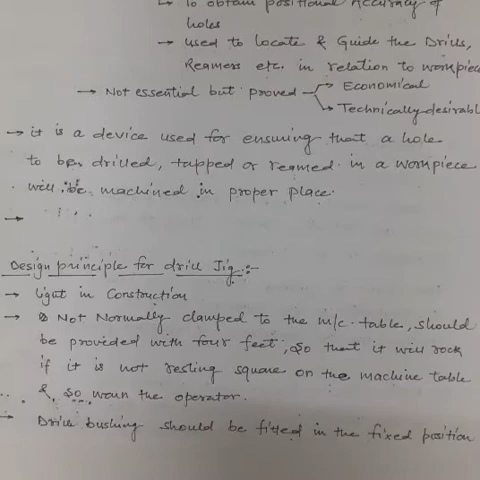 → To obtain positional Accuracy of
holes
→ used to Locate & Guide the Drills,
Reamers etc. in relation to workpiece
→ Not essential but proved → Economical
→ Technically desirabl
→ it is a device used for ensuring that a hole
to be drilled, tapped or reamed in a workpiece
will be machined in proper place.
→
Design principle for drill Jig :-
→ light in Construction
→ Not Normally clamped to the m/c. table, should
be provided with four feet, so that it will rock
if it is not resting square on the machine table
&, so warn the operator.
→ Drill bushing should be fitted in the fixed position